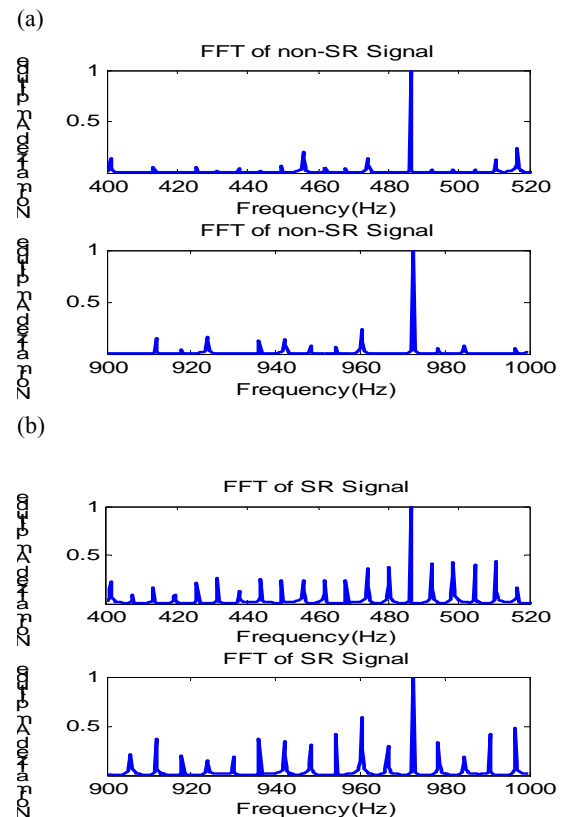 (a)
FFT of non-SR Signal
1
0.5
400 420 440 460 480 500 520
Frequency(Hz)
FFT of non-SR Signal
1
0.5
900 920 940 960 980 1000
Frequency(Hz)
(b)
FFT of SR Signal
1
0.5
400 420 440 460 480 500 520
Frequency(Hz)
FFT of SR Signal
1
0.5
0
900 920 940 960 980 1000
Frequency(Hz)